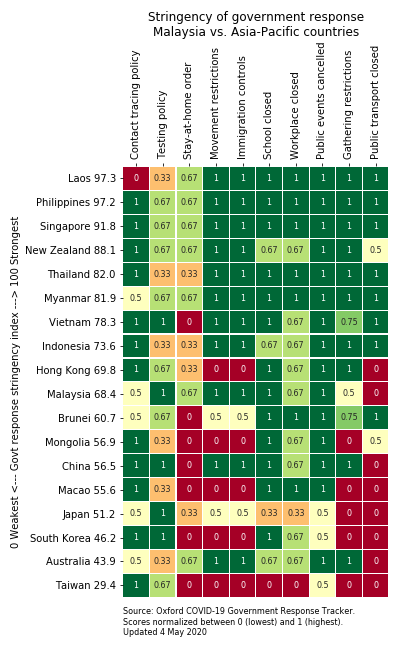 Stringency of government response
Malaysia vs. Asia-Pacific countries
Contact tracing policy
Testing policy
Stay-at-home order
Movement restrictions
Immigration controls
School closed
Workplace closed
Public events cancelled
Gathering restrictions
Public transport closed
0 Weakest <--- Govt response stringency index ---> 100 Strongest
Laos 97.3 0 0.33 0.67 1 1 1 1 1 1 1
Philippines 97.2 1 0.67 0.67 1 1 1 1 1 1 1
Singapore 91.8 1 0.67 0.67 1 1 1 1 1 1 1
New Zealand 88.1 1 0.67 0.67 1 1 0.67 0.67 1 1 0.5
Thailand 82.0 1 0.33 0.33 1 1 1 1 1 1 1
Myanmar 81.9 0.5 0.67 0.67 1 1 1 1 1 1 1
Vietnam 78.3 1 1 0 1 1 1 0.67 1 0.75 1
Indonesia 73.6 1 0.33 0.33 1 1 0.67 0.67 1 1 1
Hong Kong 69.8 1 0.67 0.33 0 0 1 0.67 1 1 0
Malaysia 68.4 0.5 1 0.67 1 1 1 0.67 1 0.5 0
Brunei 60.7 0.5 0.67 0 0.5 0.5 1 1 1 0.75 1
Mongolia 56.9 1 0.33 0 0 0 1 0.67 1 0 0.5
China 56.5 1 1 0 1 1 1 0.67 1 1 0
Macao 55.6 1 0.33 0 0 0 1 1 1 0 0
Japan 51.2 0.5 1 0.33 0.5 0.5 0.33 0.33 0.5 0 0
South Korea 46.2 1 1 0 0 0 1 0.67 0.5 0 0
Australia 43.9 0.5 0.33 0.67 1 1 0.67 0.67 1 1 0
Taiwan 29.4 1 0.67 0 0 0 0 0 0.5 0 0
Source: Oxford COVID-19 Government Response Tracker.
Scores normalized between 0 (lowest) and 1 (highest).
Updated 4 May 2020